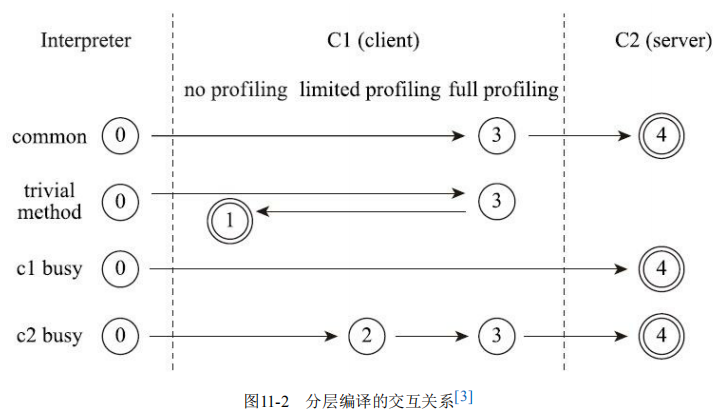 Interpreter C1 (client) C2 (server)
no profiling limited profiling full profiling
common 0 3 4
trivial
method 0 1 3
c1 busy 0 4
c2 busy 0 2 3 4
图11-2 分层编译的交互关系[3]